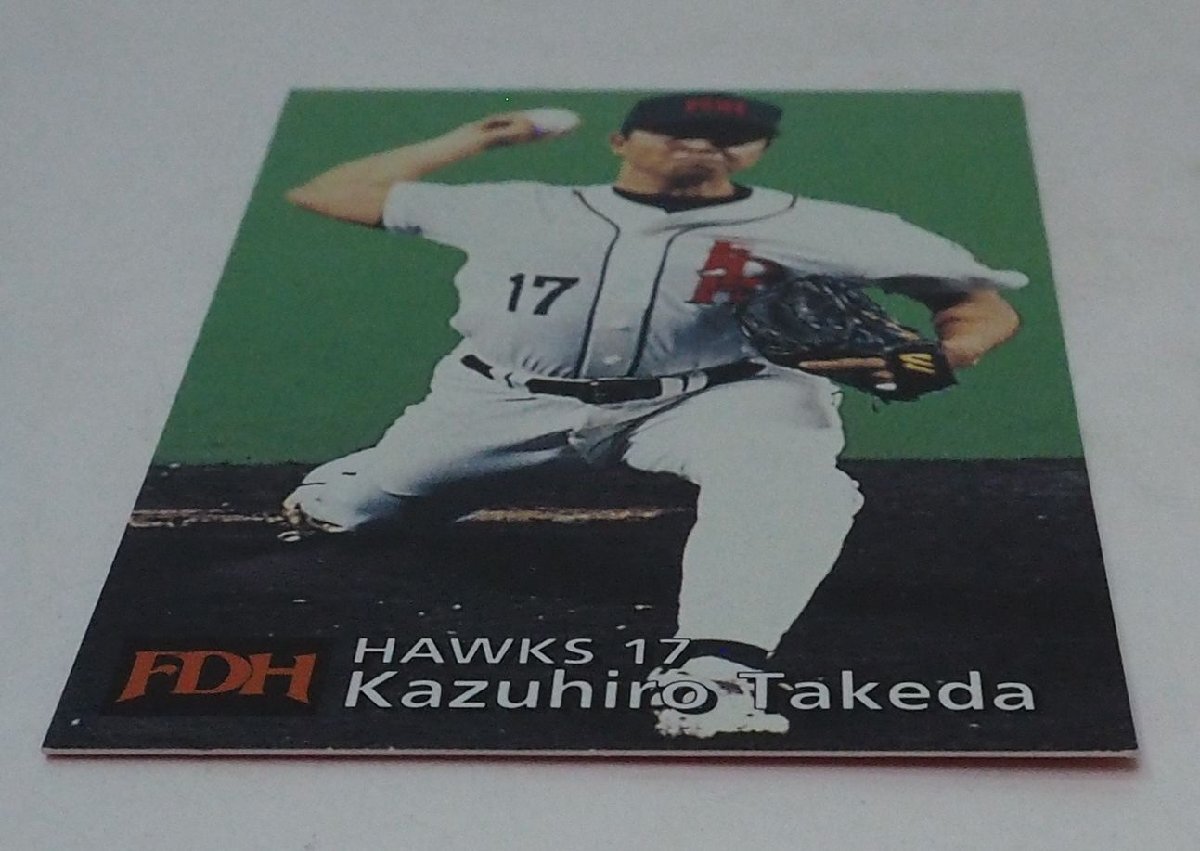 17
FDH
HAWKS 17
Kazuhiro Takeda